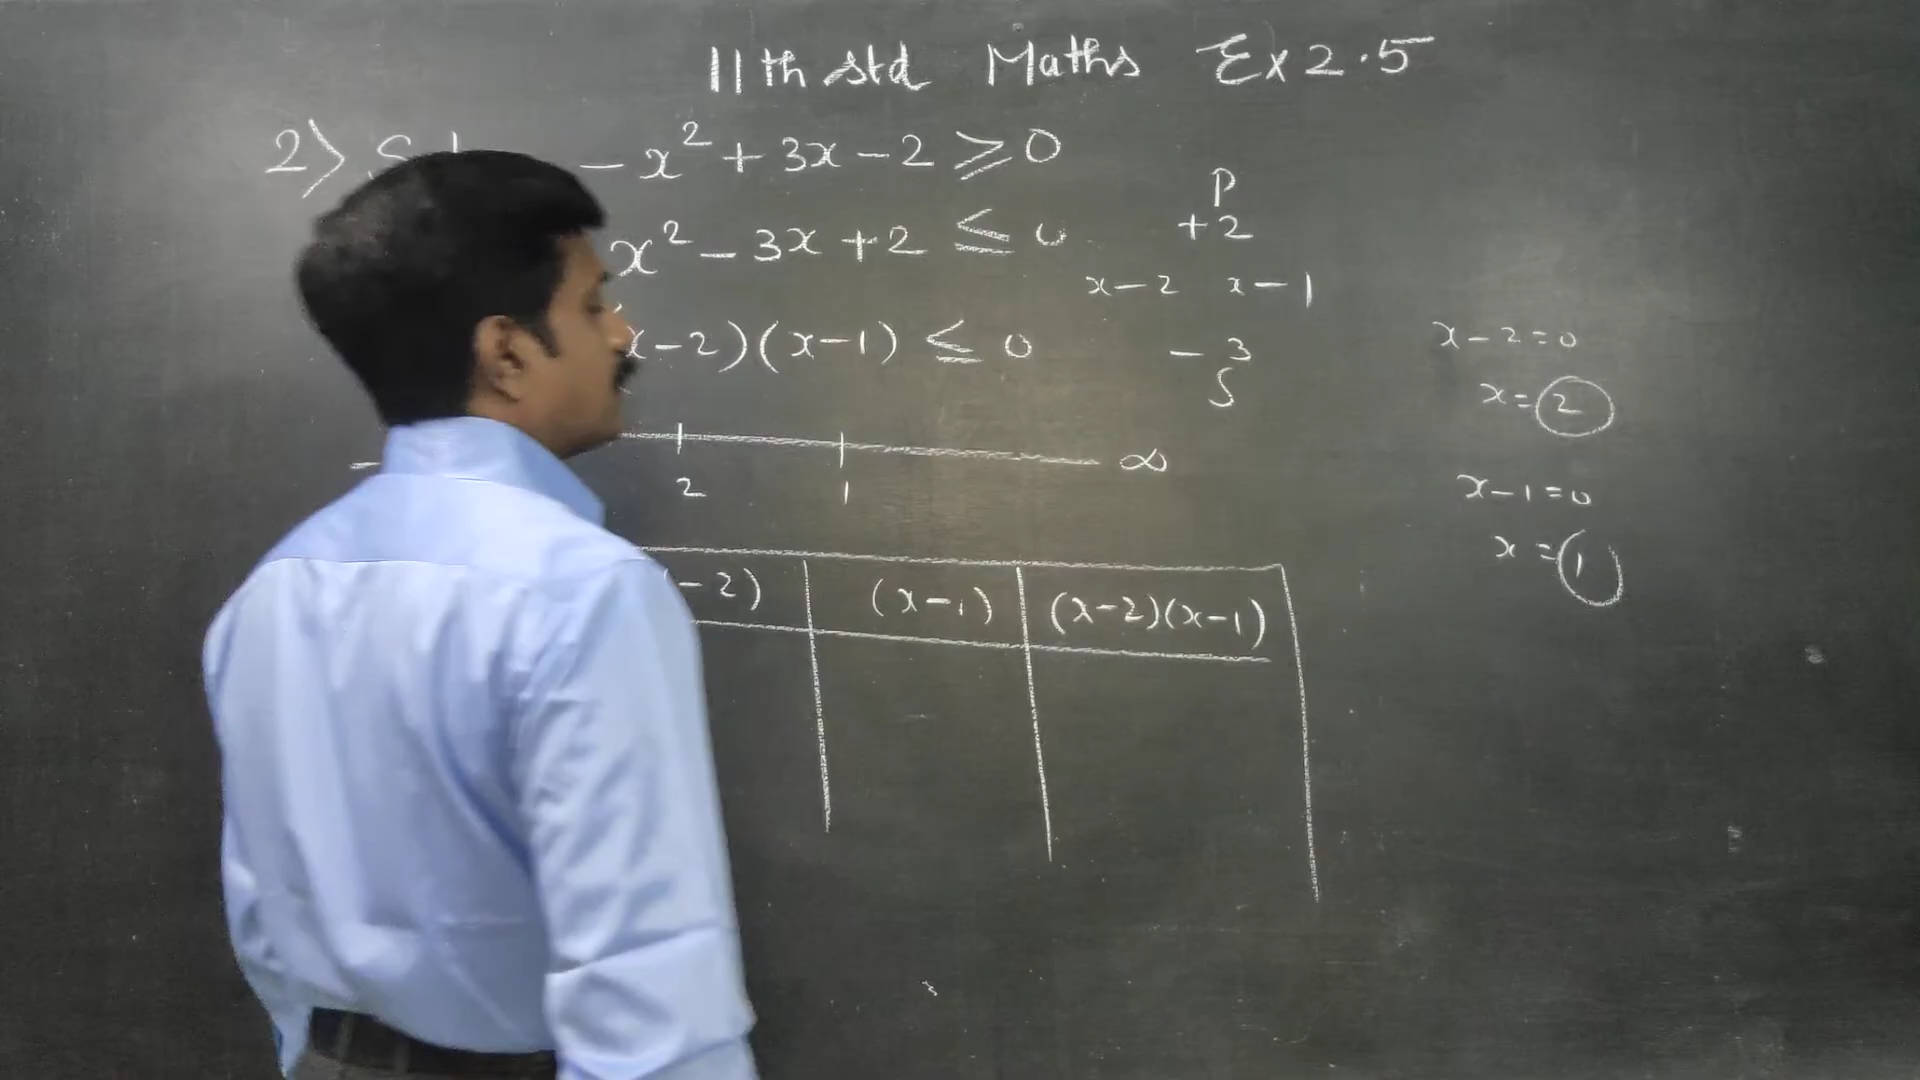 11th std Maths Ex 2.5
2) -x² + 3x - 2 ≥ 0
x² - 3x + 2 ≤ 0
x-2)(x-1) ≤ 0
P
+2
x-2 x-1
-3
S
x-2=0
x=2
x-1=0
x=1
- 2 1 ∞
-2) (x-1) (x-2)(x-1)